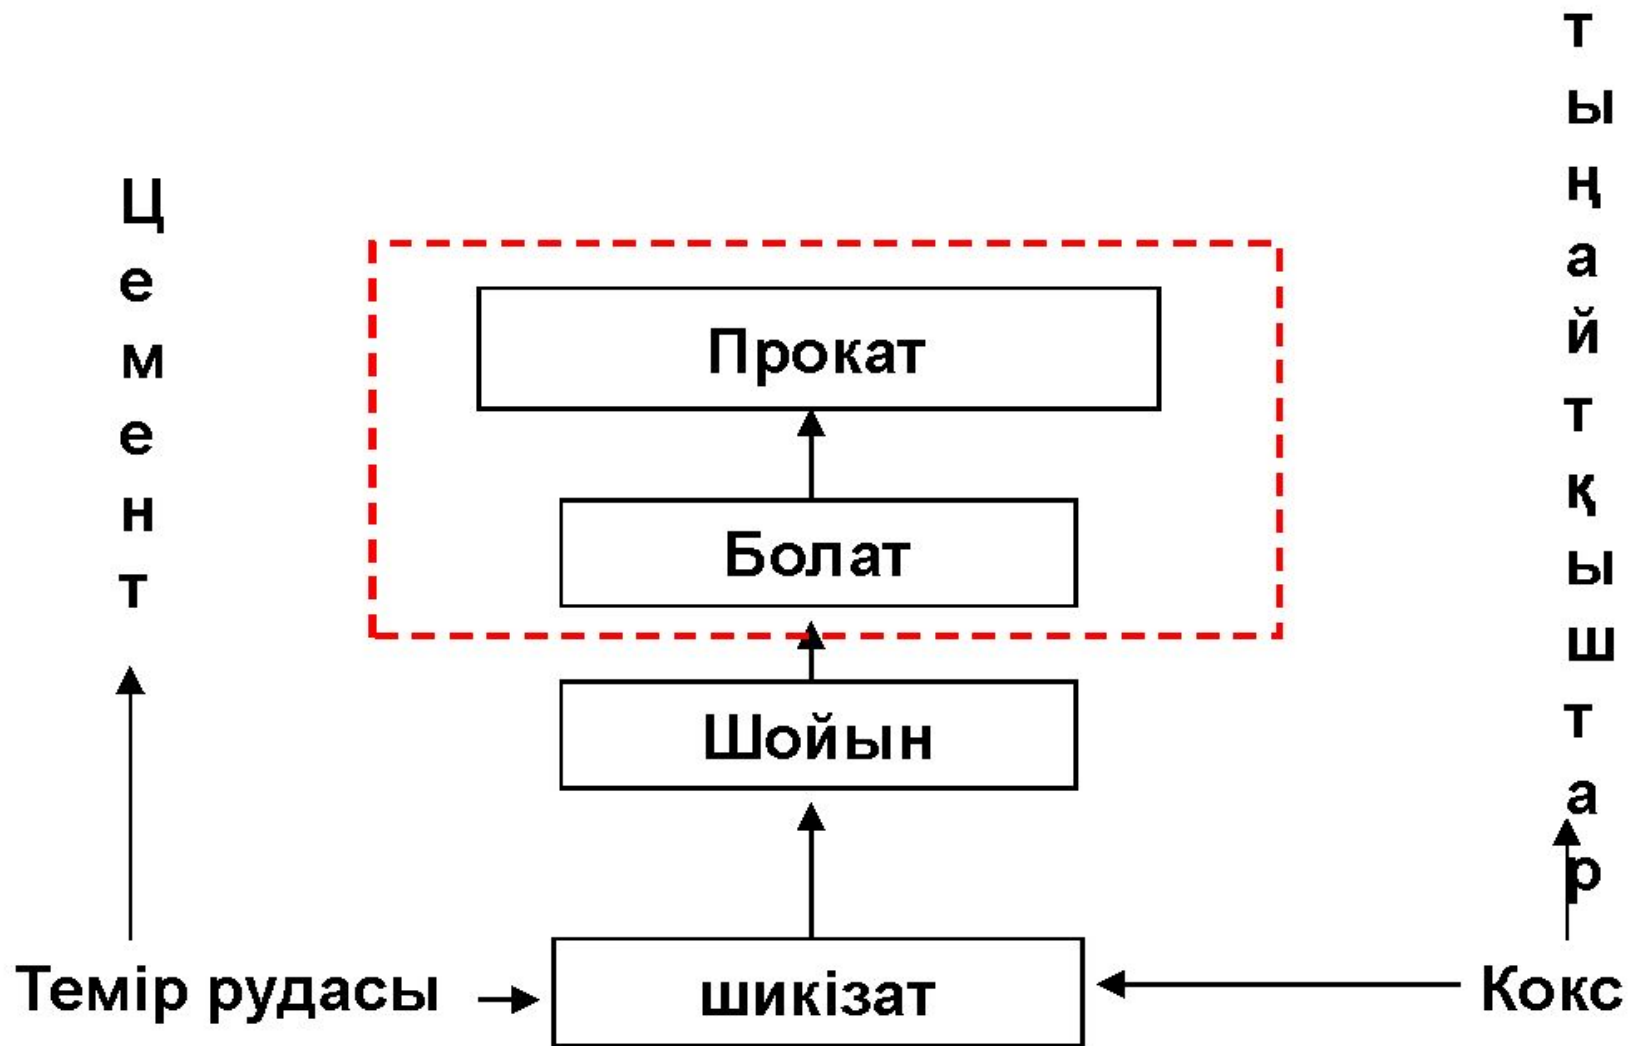 Цемент
тыңайтқыштар
Прокат
Болат
Шойын
Темір рудасы
шикізат
Кокс